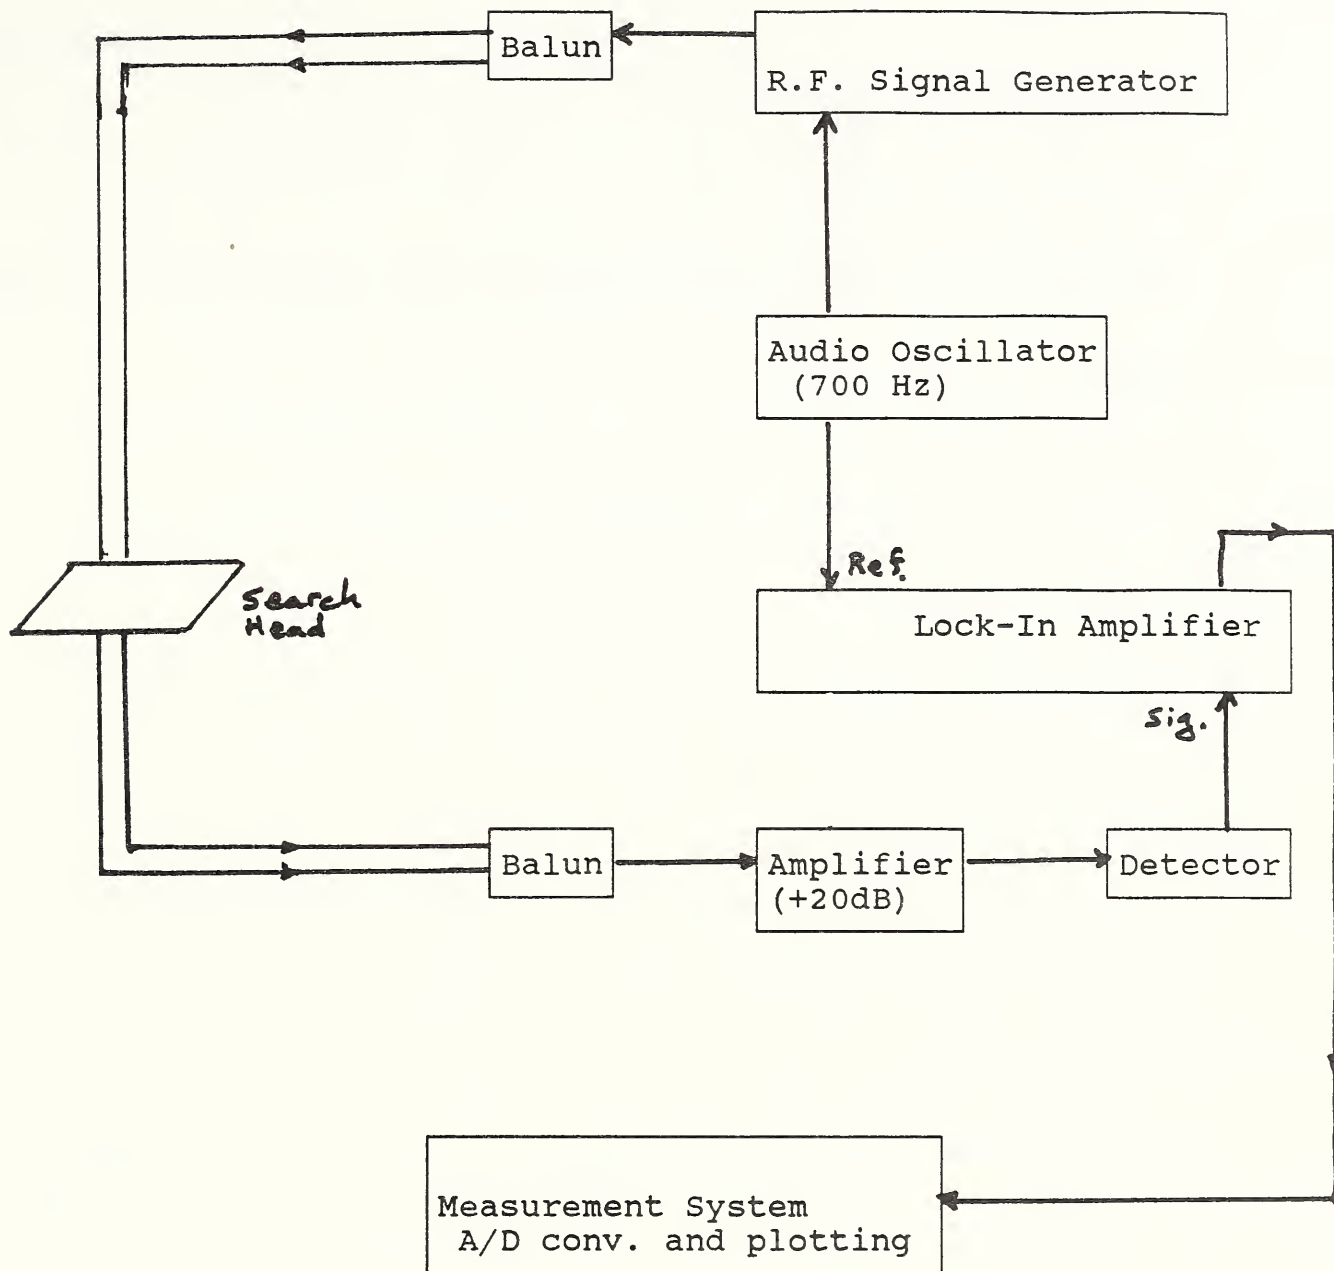 Balun
R.F. Signal Generator
Audio Oscillator
(700 Hz)
Ref.
Search
Head
Lock-In Amplifier
Sig.
Balun
Amplifier
(+20dB)
Detector
Measurement System
A/D conv. and plotting